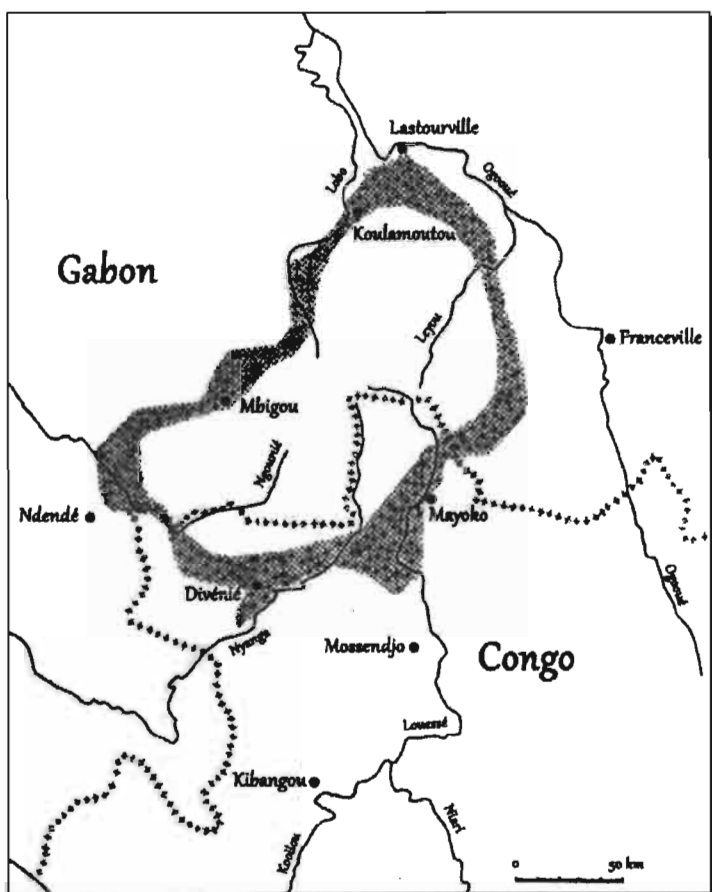 Lastourville
Ogooué
Lobo
Koulamoutou
Gabon
Leyou
Franceville
Mbigou
Ngounié
Ndendé
Mayoko
Divénié
Ogooué
Nyanga
Mossendjo
Congo
Louessé
Kibangou
Niari
Kouilou
0 50 km